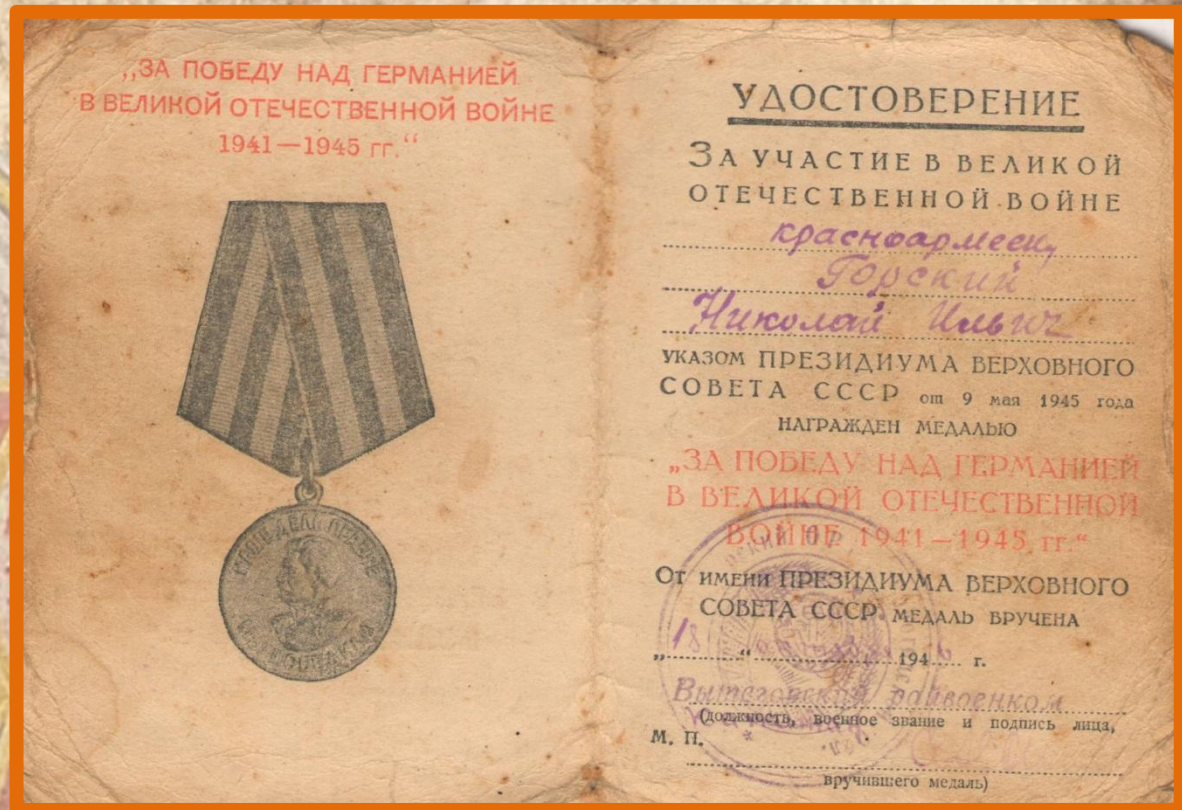 „ЗА ПОБЕДУ НАД ГЕРМАНИЕЙ
В ВЕЛИКОЙ ОТЕЧЕСТВЕННОЙ ВОЙНЕ
1941—1945 гг.“
УДОСТОВЕРЕНИЕ
ЗА УЧАСТИЕ В ВЕЛИКОЙ
ОТЕЧЕСТВЕННОЙ ВОЙНЕ
красноармеец
Горский
Николай Ильич
УКАЗОМ ПРЕЗИДИУМА ВЕРХОВНОГО
СОВЕТА СССР от 9 мая 1945 года
НАГРАЖДЕН МЕДАЛЬЮ
„ЗА ПОБЕДУ НАД ГЕРМАНИЕЙ
В ВЕЛИКОЙ ОТЕЧЕСТВЕННОЙ
ВОЙНЕ 1941—1945 гг.“
ОТ ИМЕНИ ПРЕЗИДИУМА ВЕРХОВНОГО
СОВЕТА СССР МЕДАЛЬ ВРУЧЕНА
„18“ 1946 г.
Вытегорский райвоенком
(должность, военное звание и подпись лица,
М. П.
вручившего медаль)